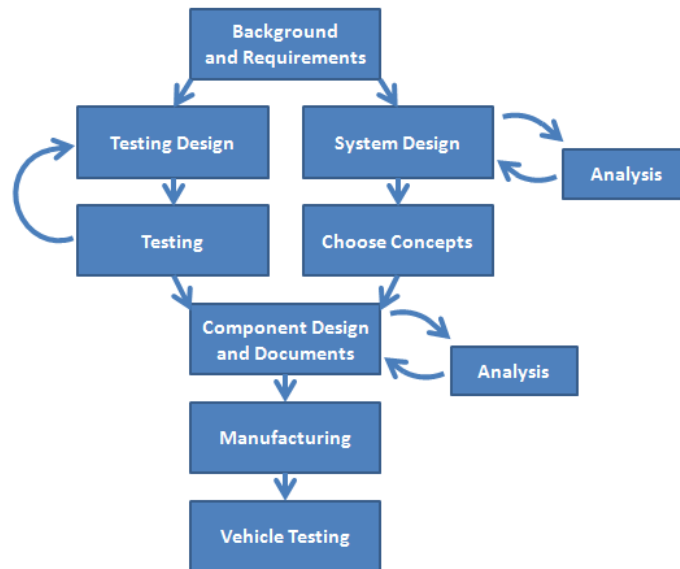 Background
and Requirements
Testing Design
System Design
Analysis
Testing
Choose Concepts
Component Design
and Documents
Analysis
Manufacturing
Vehicle Testing